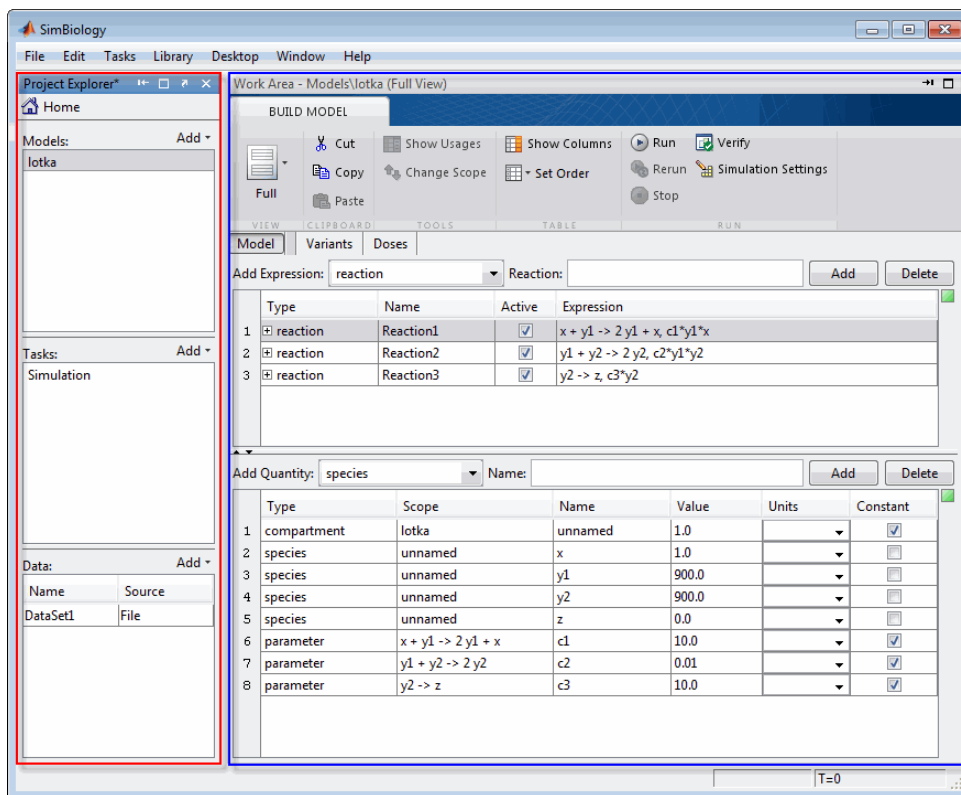 SimBiology
File Edit Tasks Library Desktop Window Help
Project Explorer*
Home
Models: Add
lotka
Tasks: Add
Simulation
Data: Add
Name Source
DataSet1 File
Work Area - Models\lotka (Full View)
BUILD MODEL
Full
VIEW
Cut
Copy
Paste
CLIPBOARD
Show Usages
Change Scope
TOOLS
Show Columns
Set Order
TABLE
Run Verify
Rerun Simulation Settings
Stop
RUN
Model Variants Doses
Add Expression: reaction Reaction: Add Delete
Type Name Active Expression
1 reaction Reaction1 x + y1 -> 2 y1 + x, c1*y1*x
2 reaction Reaction2 y1 + y2 -> 2 y2, c2*y1*y2
3 reaction Reaction3 y2 -> z, c3*y2
Add Quantity: species Name: Add Delete
Type Scope Name Value Units Constant
1 compartment lotka unnamed 1.0
2 species unnamed x 1.0
3 species unnamed y1 900.0
4 species unnamed y2 900.0
5 species unnamed z 0.0
6 parameter x + y1 -> 2 y1 + x c1 10.0
7 parameter y1 + y2 -> 2 y2 c2 0.01
8 parameter y2 -> z c3 10.0
T=0